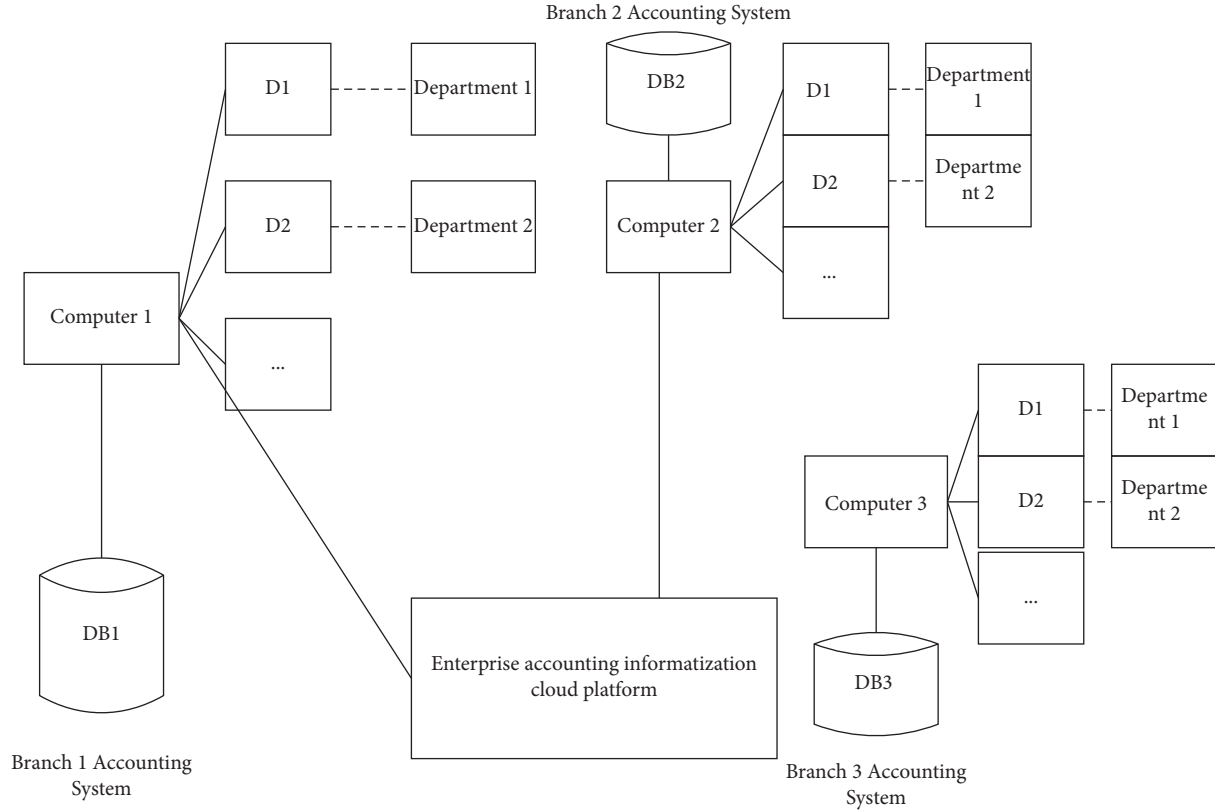 Branch 2 Accounting System
D1
Department 1
D2
Department 2
...
Computer 1
DB1
Branch 1 Accounting
System
DB2
Computer 2
D1
Department
1
D2
Departme
nt 2
...
Enterprise accounting informatization
cloud platform
Computer 3
D1
Departme
nt 1
D2
Departme
nt 2
...
DB3
Branch 3 Accounting
System